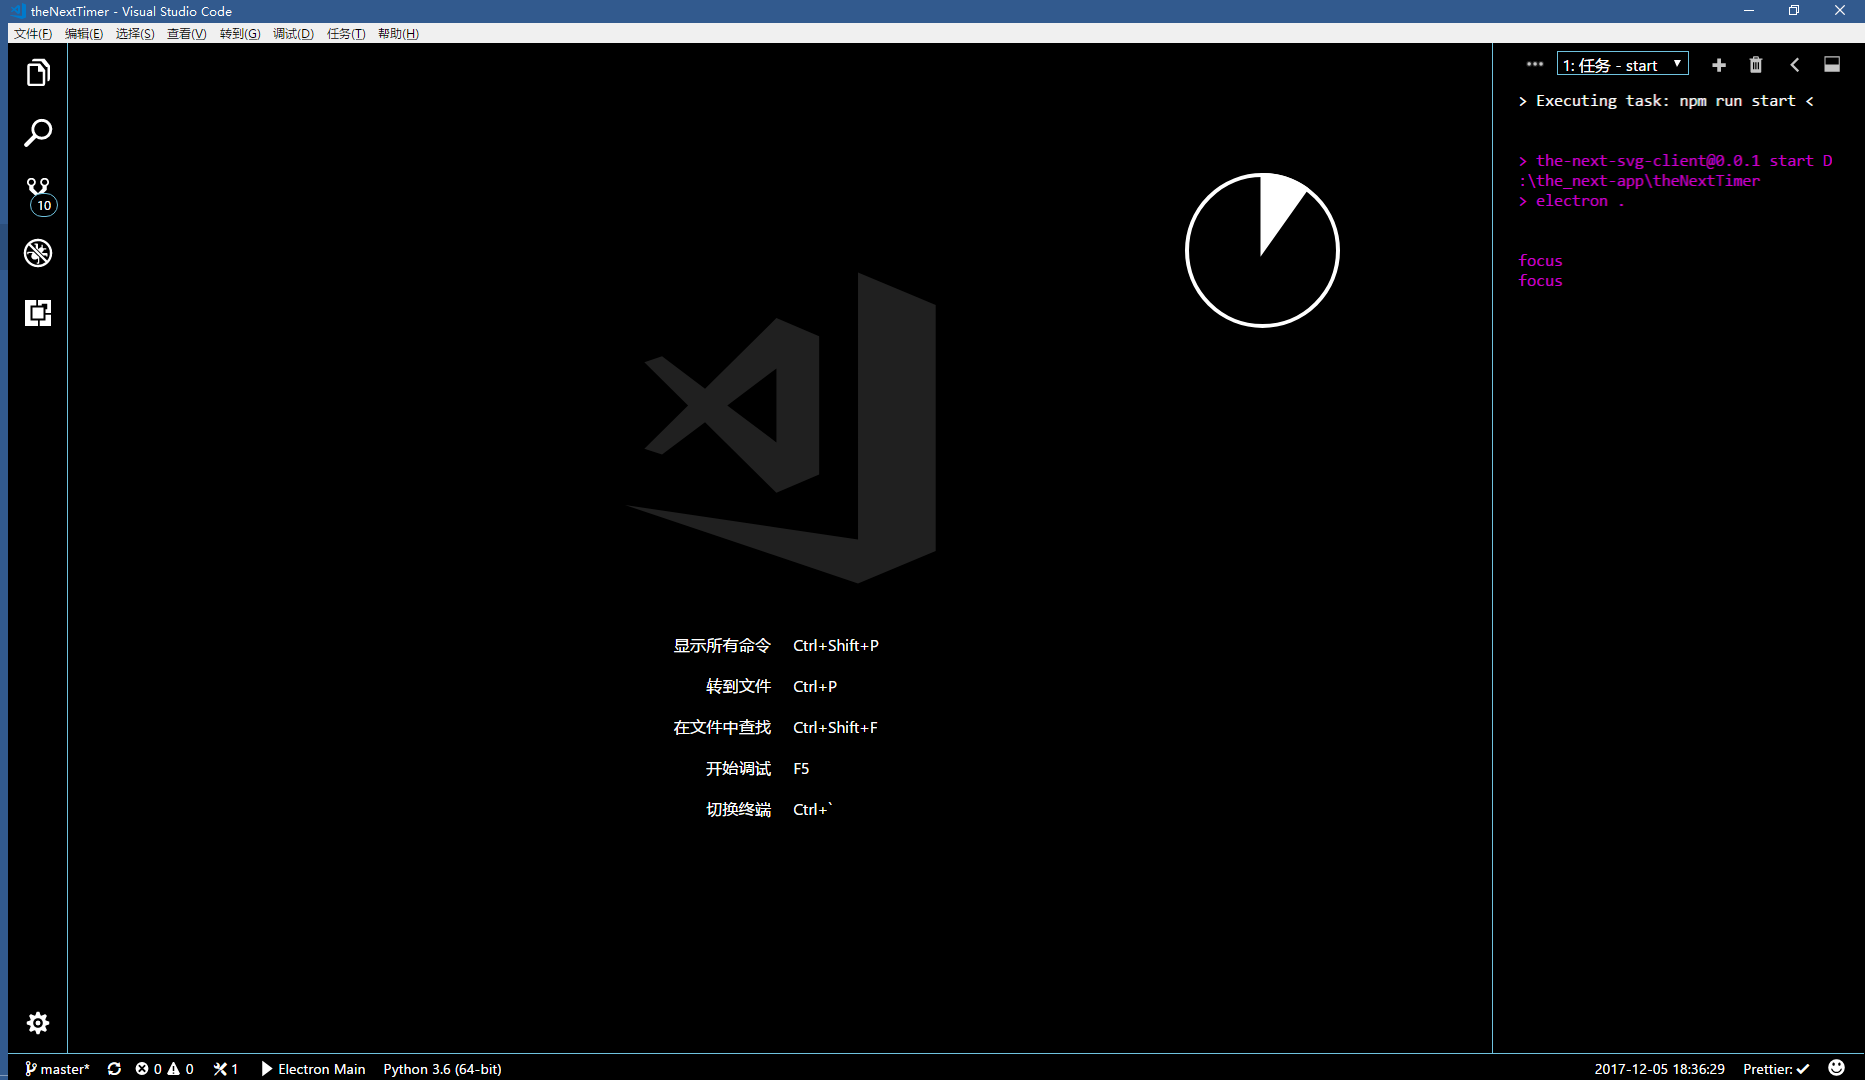 theNextTimer - Visual Studio Code
文件(F) 编辑(E) 选择(S) 查看(V) 转到(G) 调试(D) 任务(T) 帮助(H)
10
显示所有命令 Ctrl+Shift+P
转到文件 Ctrl+P
在文件中查找 Ctrl+Shift+F
开始调试 F5
切换终端 Ctrl+`
1: 任务 - start
> Executing task: npm run start <
> the-next-svg-client@0.0.1 start D
:\the_next-app\theNextTimer
> electron .
focus
focus
master* 0 0 1 Electron Main Python 3.6 (64-bit) 2017-12-05 18:36:29 Prettier: ✓